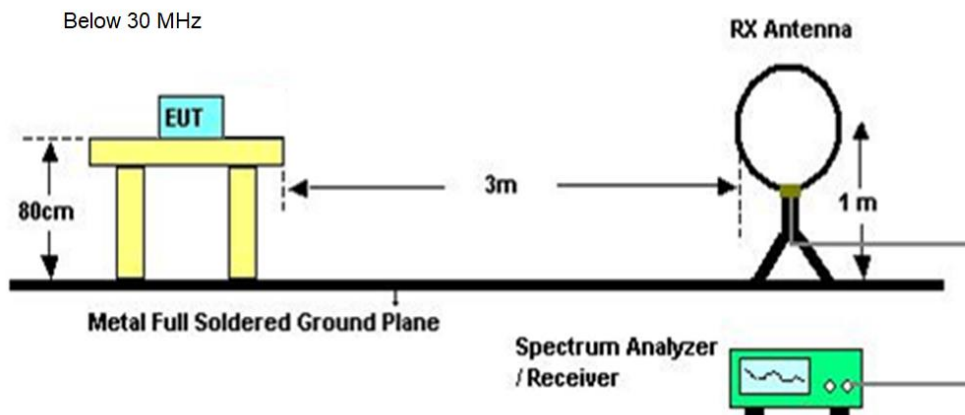 Below 30 MHz
RX Antenna
EUT
80cm
3m
1 m
Metal Full Soldered Ground Plane
Spectrum Analyzer
/ Receiver